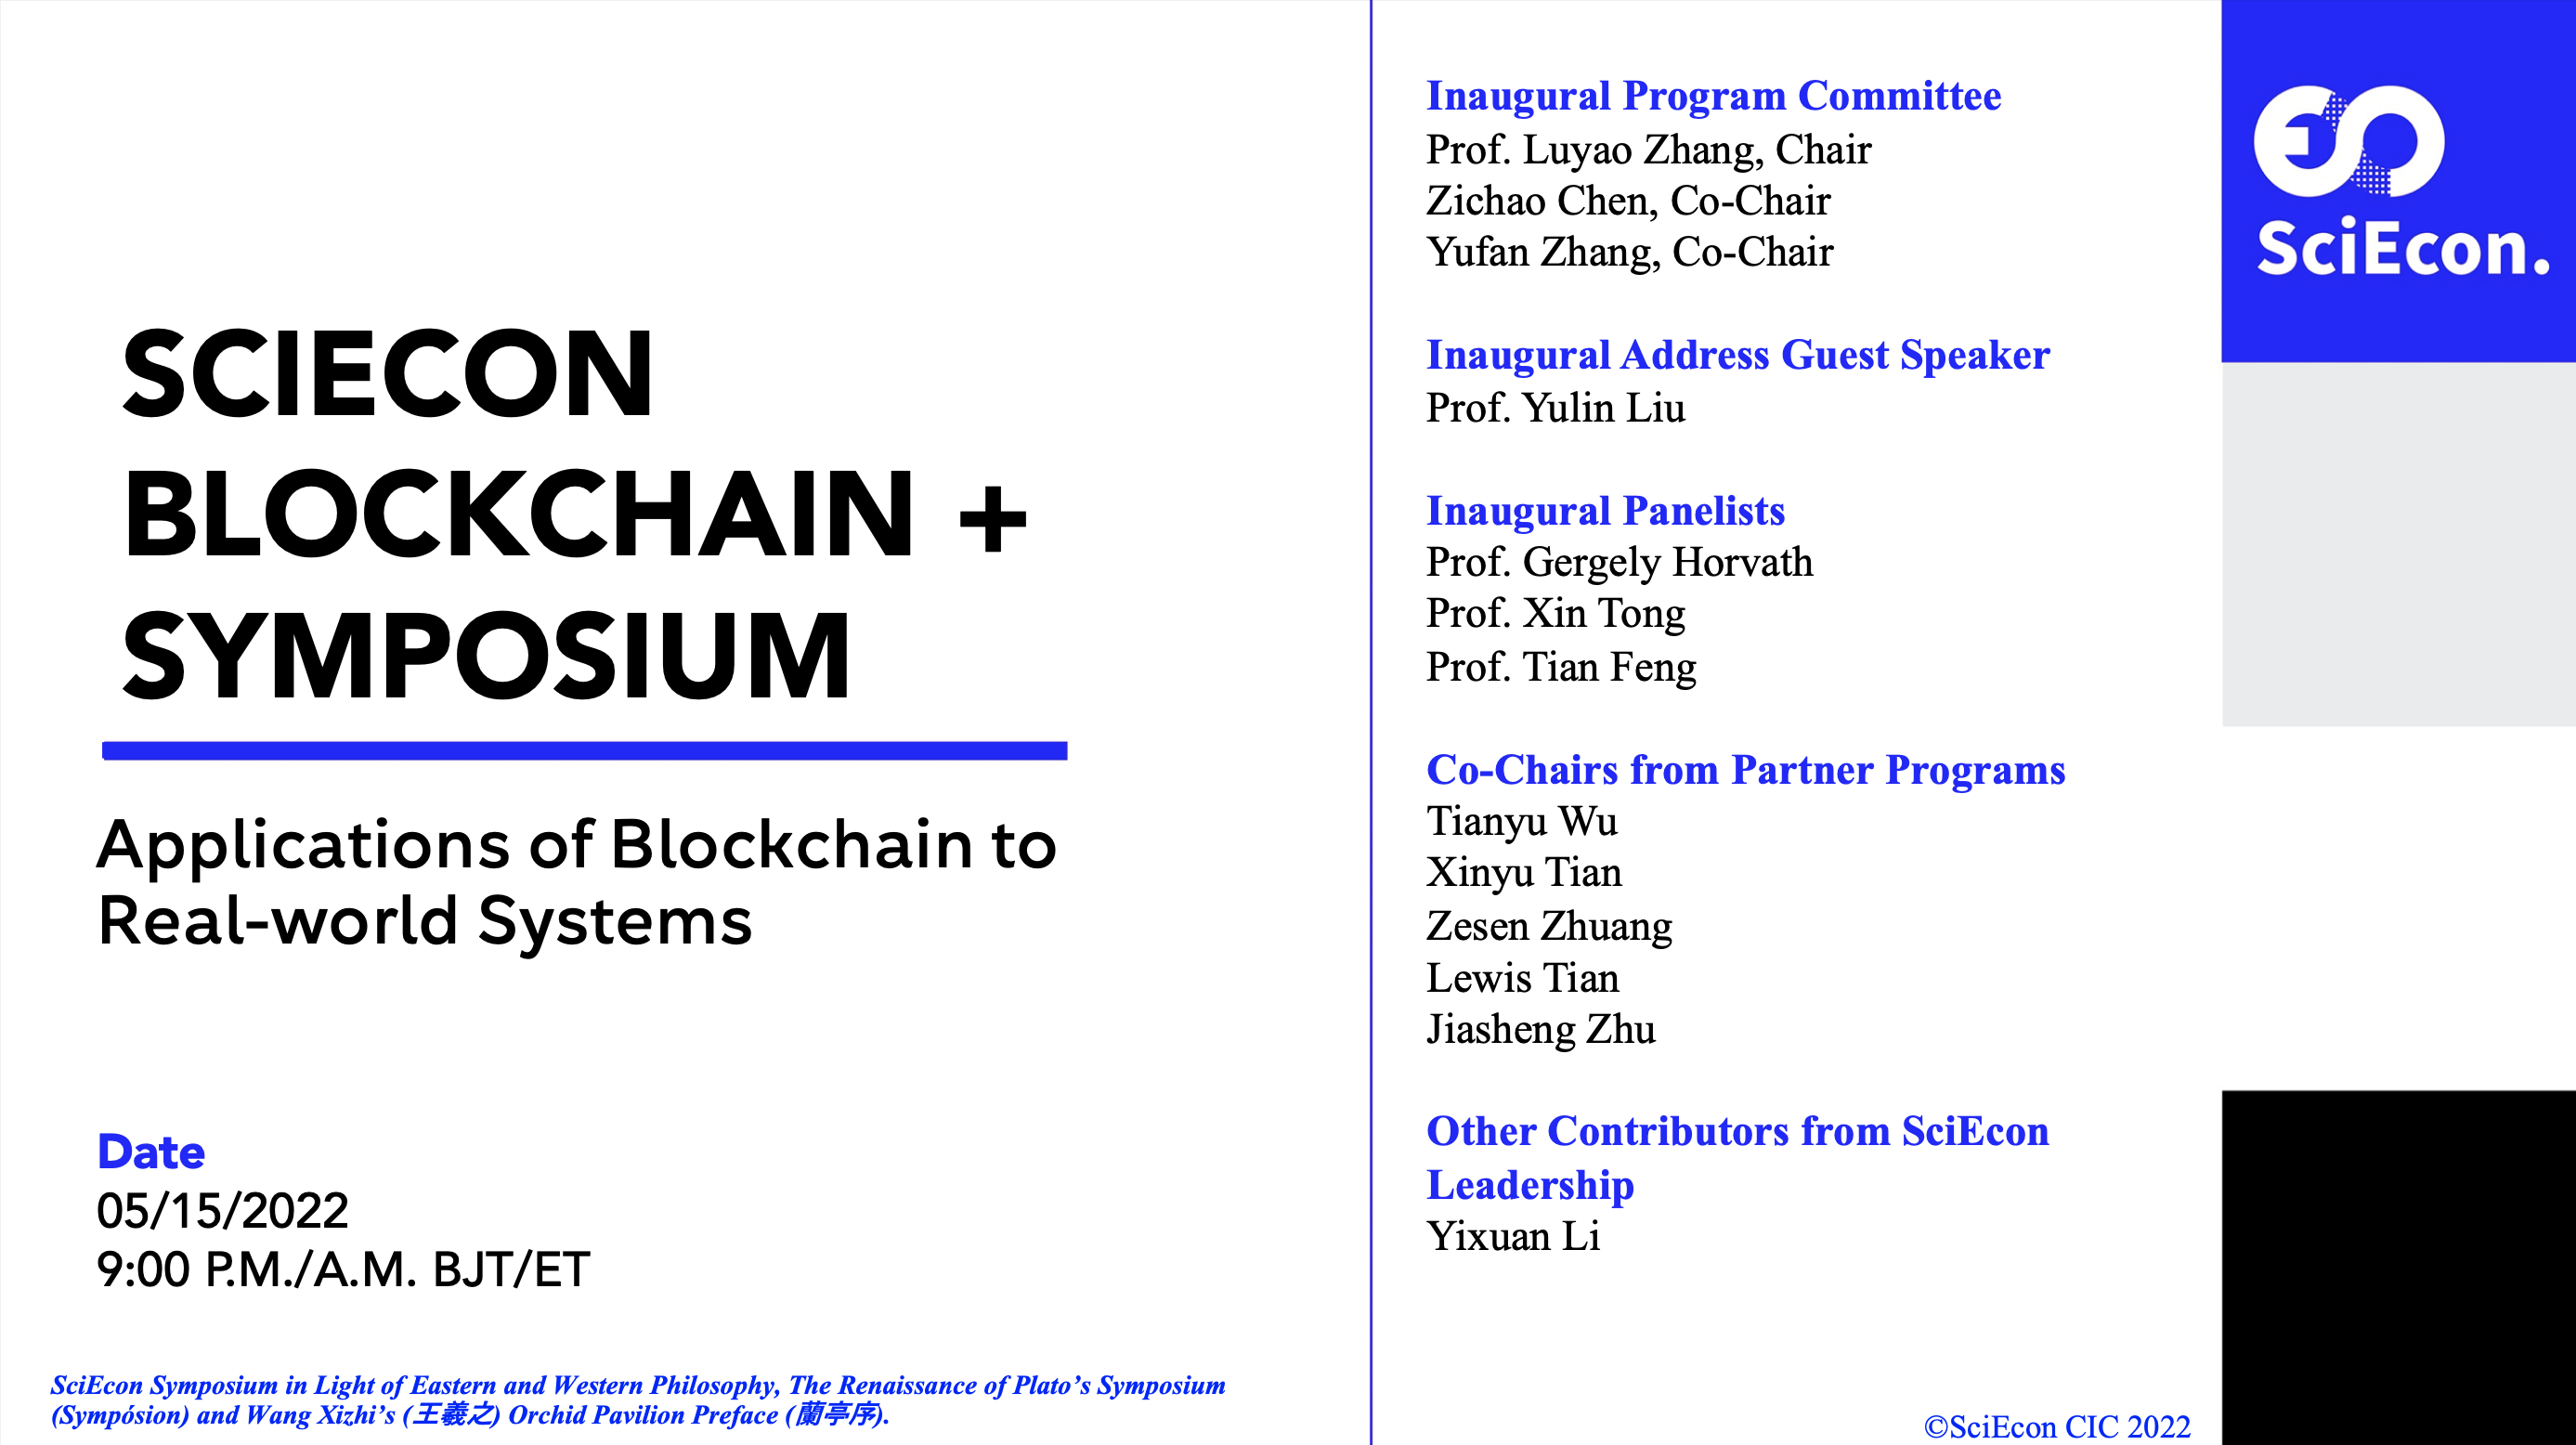 SCIECON
BLOCKCHAIN +
SYMPOSIUM
Applications of Blockchain to
Real-world Systems
Date
05/15/2022
9:00 P.M./A.M. BJT/ET
SciEcon Symposium in Light of Eastern and Western Philosophy, The Renaissance of Plato’s Symposium
(Sympósion) and Wang Xizhi’s (王羲之) Orchid Pavilion Preface (蘭亭序).
Inaugural Program Committee
Prof. Luyao Zhang, Chair
Zichao Chen, Co-Chair
Yufan Zhang, Co-Chair
Inaugural Address Guest Speaker
Prof. Yulin Liu
Inaugural Panelists
Prof. Gergely Horvath
Prof. Xin Tong
Prof. Tian Feng
Co-Chairs from Partner Programs
Tianyu Wu
Xinyu Tian
Zesen Zhuang
Lewis Tian
Jiasheng Zhu
Other Contributors from SciEcon
Leadership
Yixuan Li
©SciEcon CIC 2022
SciEcon.